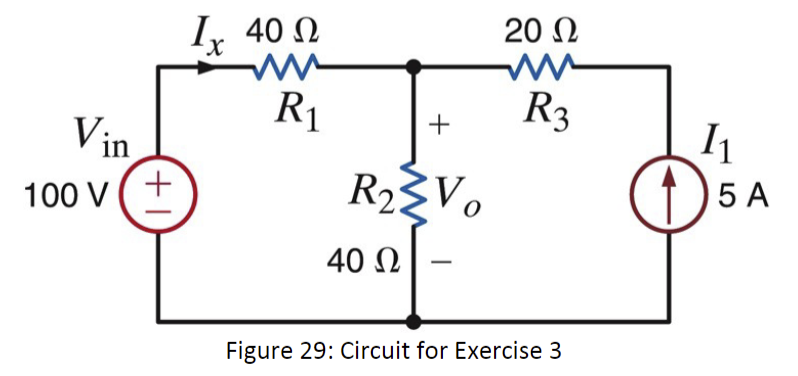 Ix 40 Ω 20 Ω
R1 R3
Vin + I1
100 V + R2 Vo 5 A
−
40 Ω −
Figure 29: Circuit for Exercise 3